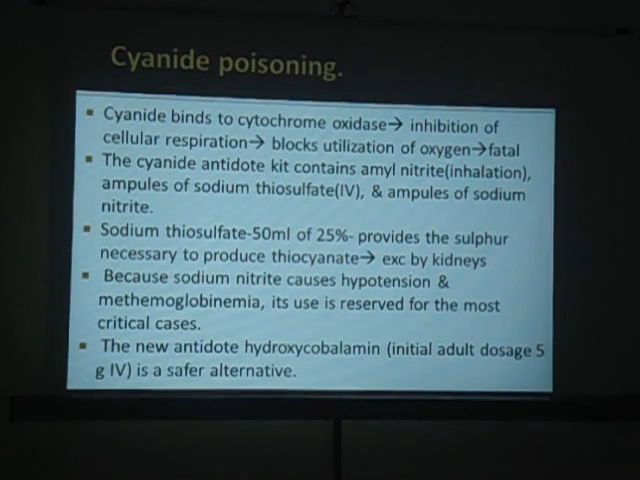 Cyanide poisoning.
▪ Cyanide binds to cytochrome oxidase→ inhibition of
cellular respiration→ blocks utilization of oxygen→fatal
▪ The cyanide antidote kit contains amyl nitrite(inhalation),
ampules of sodium thiosulfate(IV), & ampules of sodium
nitrite.
▪ Sodium thiosulfate-50ml of 25%- provides the sulphur
necessary to produce thiocyanate→ exc by kidneys
▪ Because sodium nitrite causes hypotension &
methemoglobinemia, its use is reserved for the most
critical cases.
▪ The new antidote hydroxycobalamin (initial adult dosage 5
g IV) is a safer alternative.